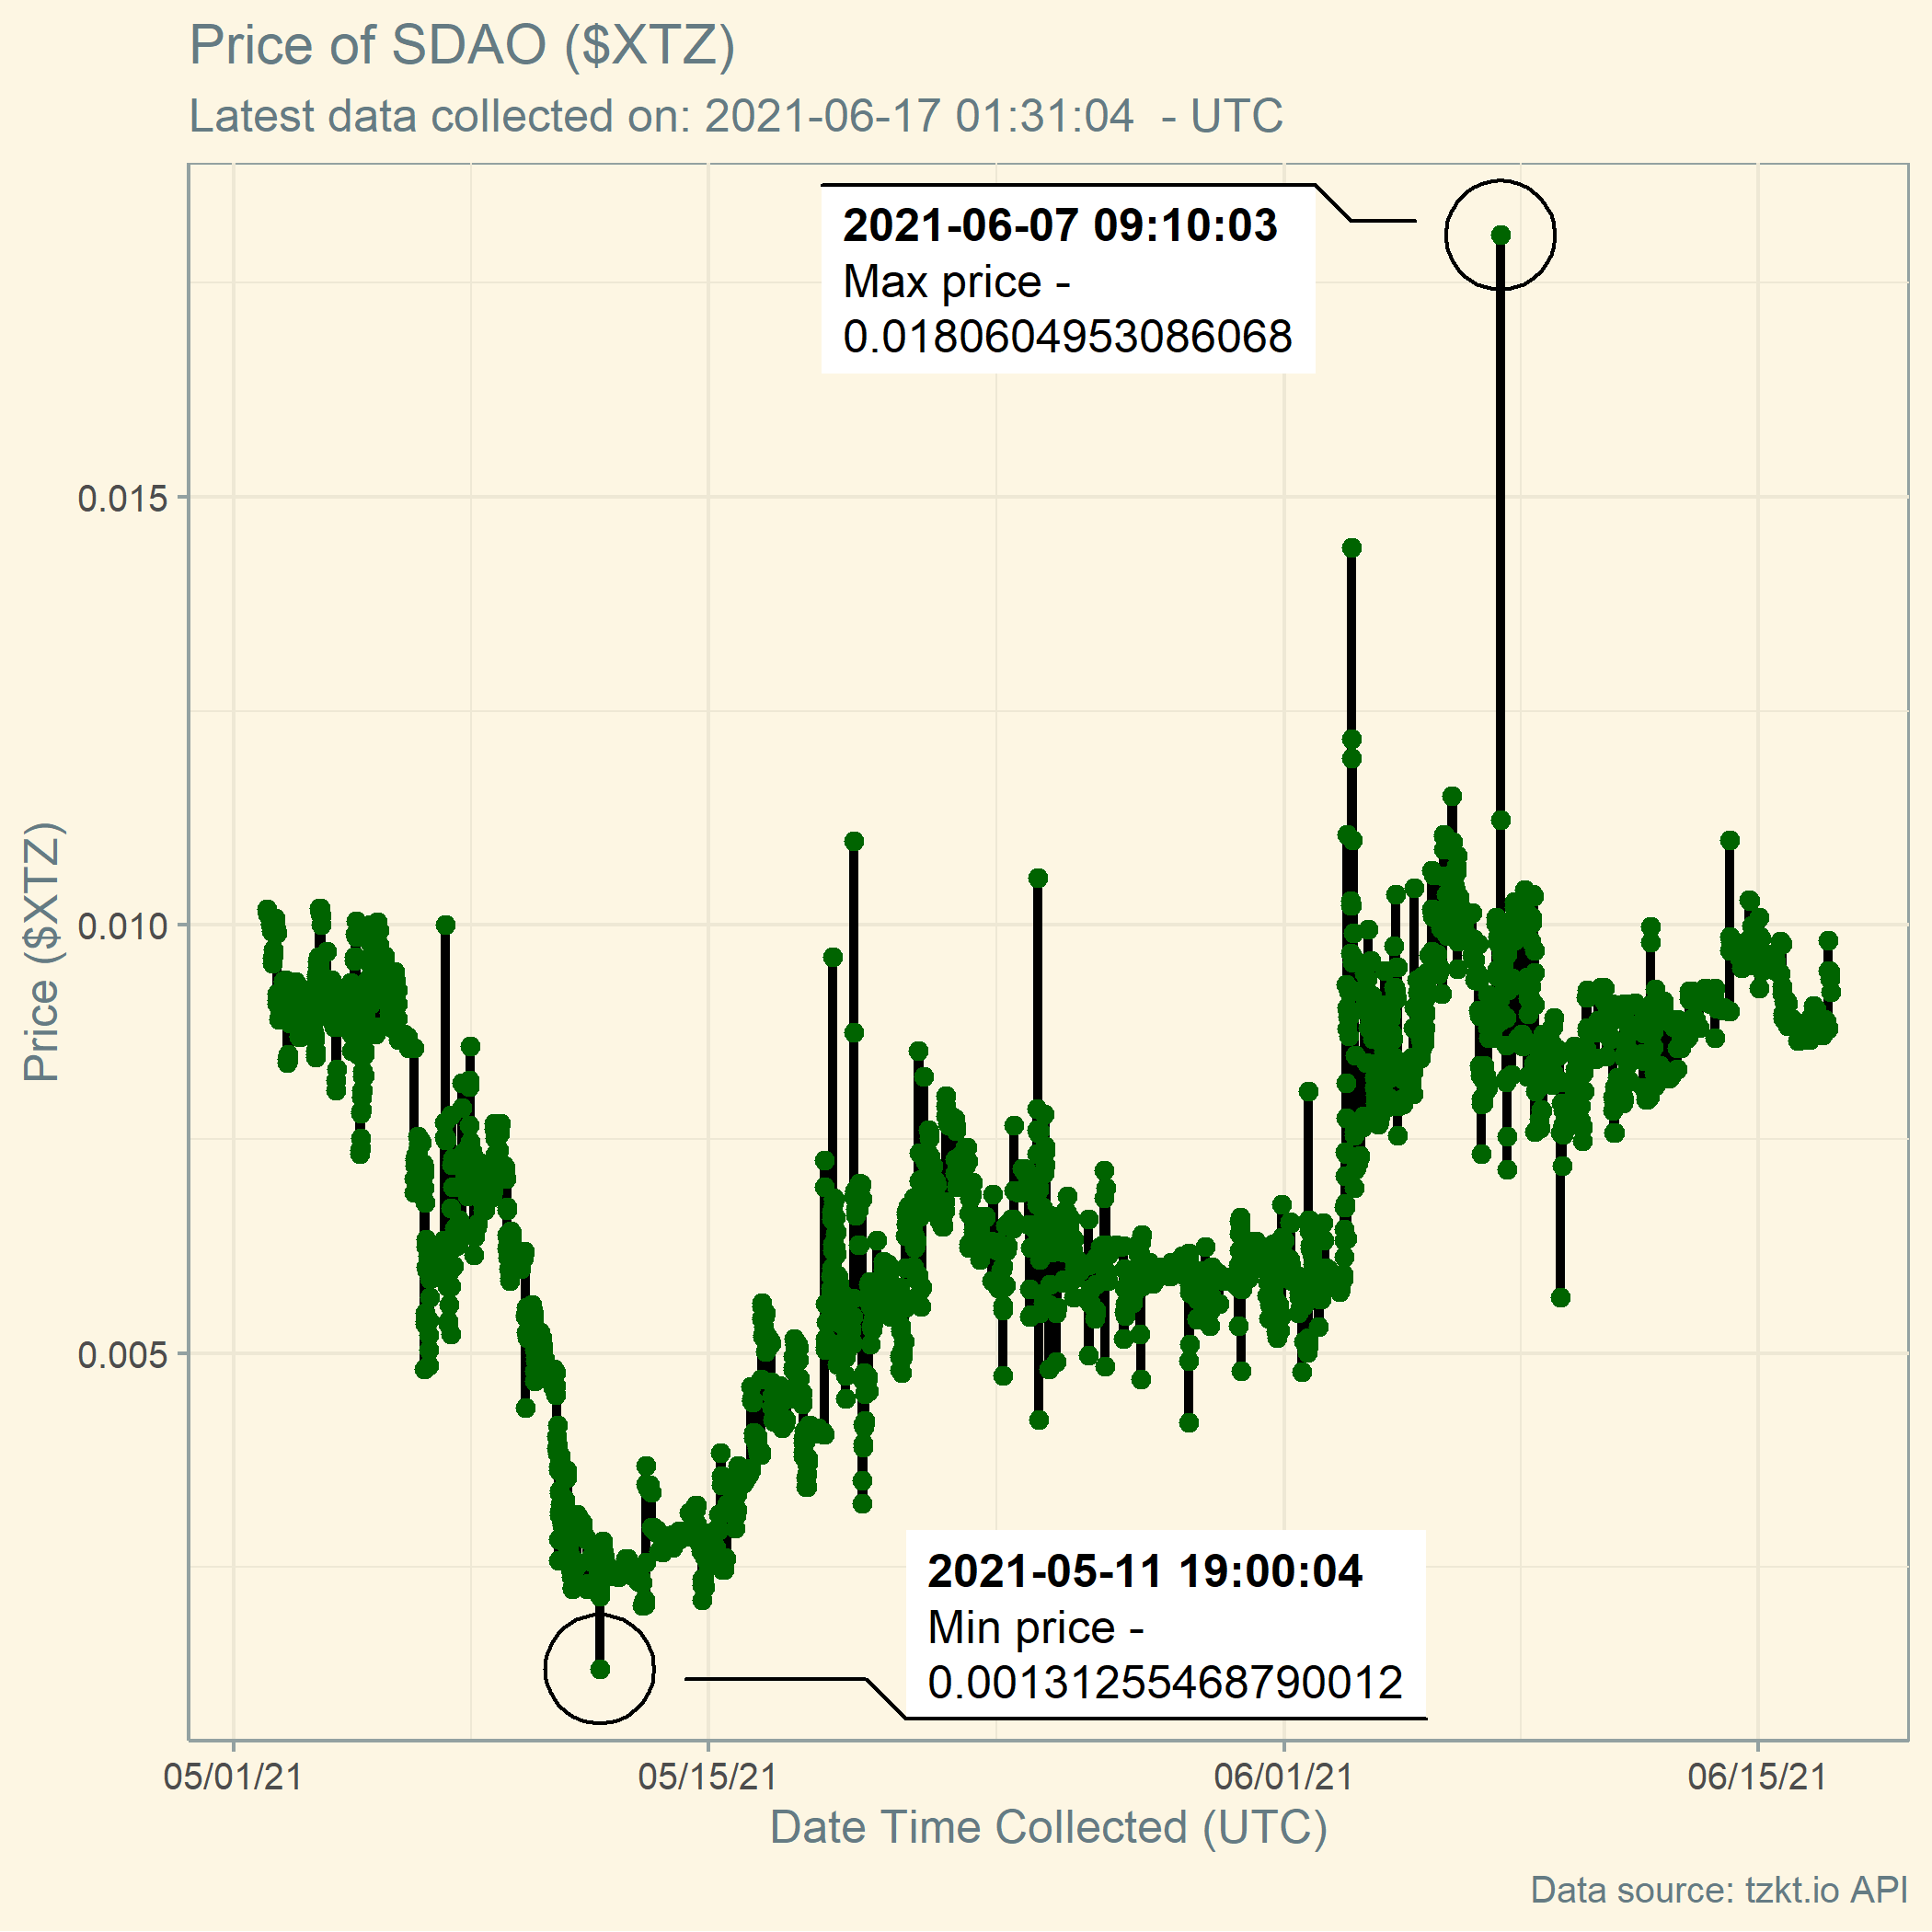 Price of SDAO ($XTZ)
Latest data collected on: 2021-06-17 01:31:04 - UTC
2021-06-07 09:10:03
Max price -
0.0180604953086068
0.015
0.010
0.005
Price ($XTZ)
2021-05-11 19:00:04
Min price -
0.00131255468790012
05/01/21
05/15/21
06/01/21
06/15/21
Date Time Collected (UTC)
Data source: tzkt.io API